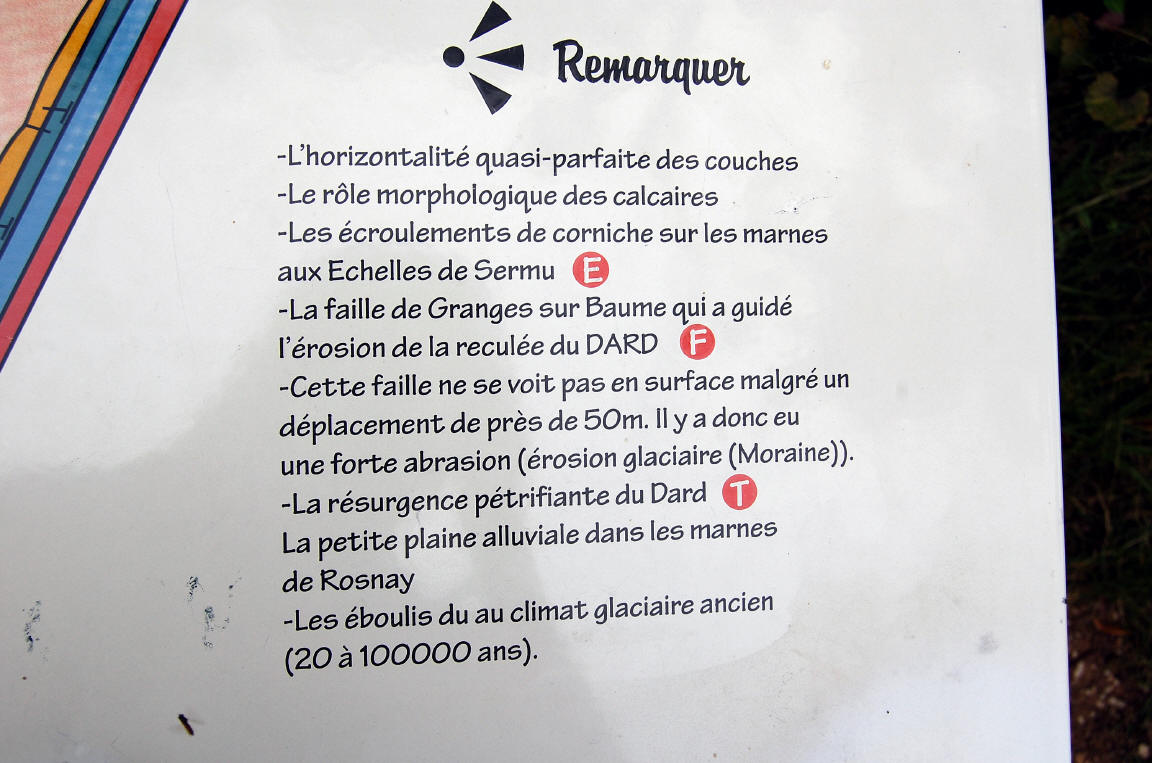 Remarquer
-L'horizontalité quasi-parfaite des couches
-Le rôle morphologique des calcaires
-Les écroulements de corniche sur les marnes
aux Echelles de Sermu E
-La faille de Granges sur Baume qui a guidé
l'érosion de la reculée du DARD F
-Cette faille ne se voit pas en surface malgré un
déplacement de près de 50m. Il y a donc eu
une forte abrasion (érosion glaciaire (Moraine)).
-La résurgence pétrifiante du Dard T
La petite plaine alluviale dans les marnes
de Rosnay
-Les éboulis du au climat glaciaire ancien
(20 à 100000 ans).